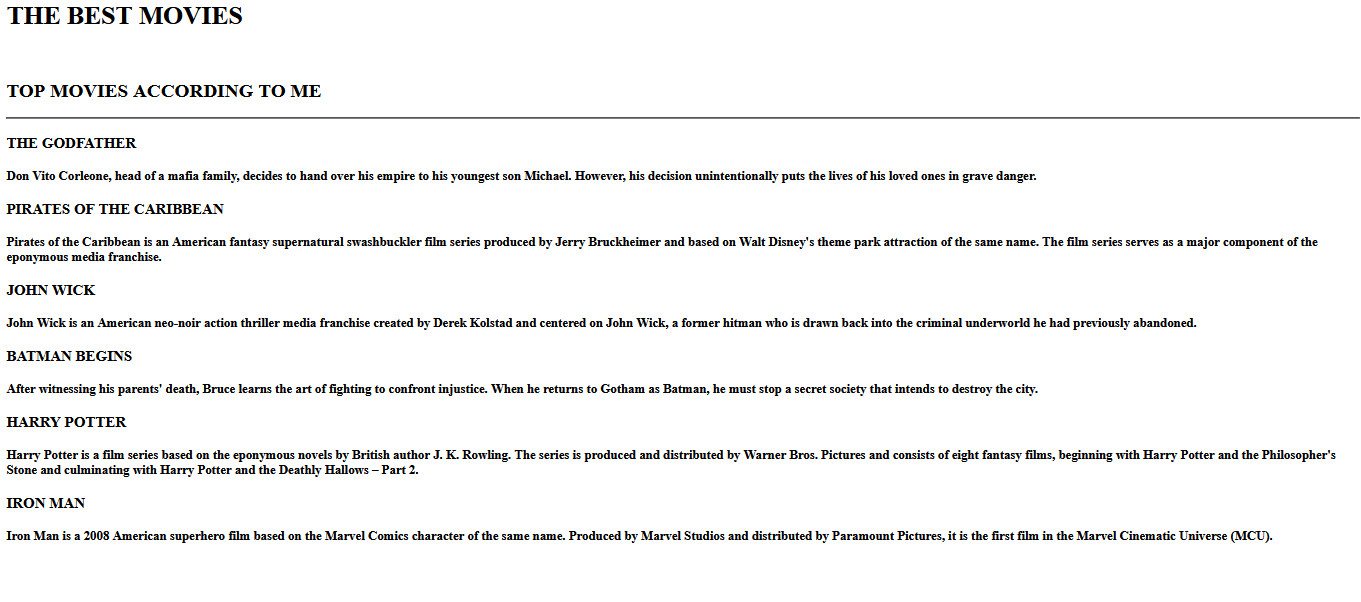 THE BEST MOVIES
TOP MOVIES ACCORDING TO ME
THE GODFATHER
Don Vito Corleone, head of a mafia family, decides to hand over his empire to his youngest son Michael. However, his decision unintentionally puts the lives of his loved ones in grave danger.
PIRATES OF THE CARIBBEAN
Pirates of the Caribbean is an American fantasy supernatural swashbuckler film series produced by Jerry Bruckheimer and based on Walt Disney's theme park attraction of the same name. The film series serves as a major component of the
eponymous media franchise.
JOHN WICK
John Wick is an American neo-noir action thriller media franchise created by Derek Kolstad and centered on John Wick, a former hitman who is drawn back into the criminal underworld he had previously abandoned.
BATMAN BEGINS
After witnessing his parents' death, Bruce learns the art of fighting to confront injustice. When he returns to Gotham as Batman, he must stop a secret society that intends to destroy the city.
HARRY POTTER
Harry Potter is a film series based on the eponymous novels by British author J. K. Rowling. The series is produced and distributed by Warner Bros. Pictures and consists of eight fantasy films, beginning with Harry Potter and the Philosopher's
Stone and culminating with Harry Potter and the Deathly Hallows – Part 2.
IRON MAN
Iron Man is a 2008 American superhero film based on the Marvel Comics character of the same name. Produced by Marvel Studios and distributed by Paramount Pictures, it is the first film in the Marvel Cinematic Universe (MCU).